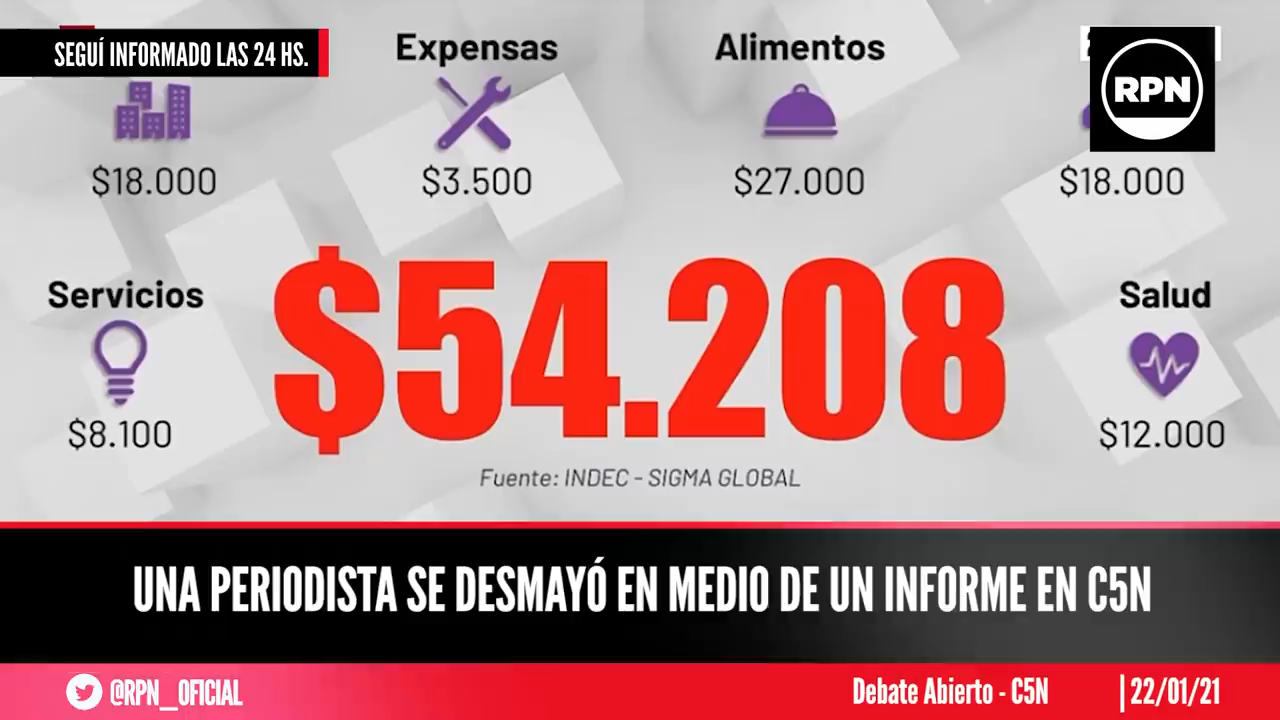 SEGUÍ INFORMADO LAS 24 HS.
Expensas
Alimentos
RPN
$18.000
$3.500
$27.000
$18.000
Servicios
$8.100
$54.208
Salud
$12.000
Fuente: INDEC - SIGMA GLOBAL
UNA PERIODISTA SE DESMAYÓ EN MEDIO DE UN INFORME EN C5N
@RPN__OFICIAL
Debate Abierto - C5N
| 22/01/21